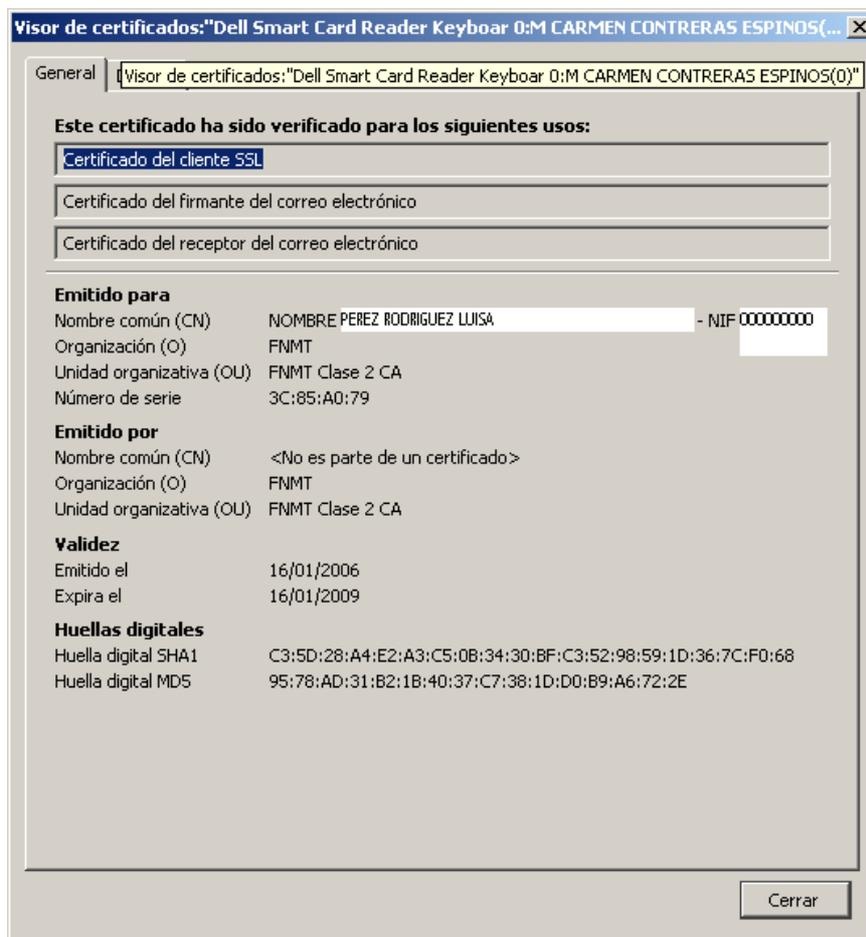 Visor de certificados:"Dell Smart Card Reader Keyboar 0:M CARMEN CONTRERAS ESPINOS(...
General
Visor de certificados:"Dell Smart Card Reader Keyboar 0:M CARMEN CONTRERAS ESPINOS(0)"
Este certificado ha sido verificado para los siguientes usos:
Certificado del cliente SSL
Certificado del firmante del correo electrónico
Certificado del receptor del correo electrónico
Emitido para
Nombre común (CN) NOMBRE PEREZ RODRIGUEZ LUISA - NIF 000000000
Organización (O) FNMT
Unidad organizativa (OU) FNMT Clase 2 CA
Número de serie 3C:85:A0:79
Emitido por
Nombre común (CN) <No es parte de un certificado>
Organización (O) FNMT
Unidad organizativa (OU) FNMT Clase 2 CA
Validez
Emitido el 16/01/2006
Expira el 16/01/2009
Huellas digitales
Huella digital SHA1 C3:5D:28:A4:E2:A3:C5:0B:34:30:BF:C3:52:98:59:1D:36:7C:F0:68
Huella digital MD5 95:78:AD:31:B2:1B:40:37:C7:38:1D:D0:B9:A6:72:2E
Cerrar